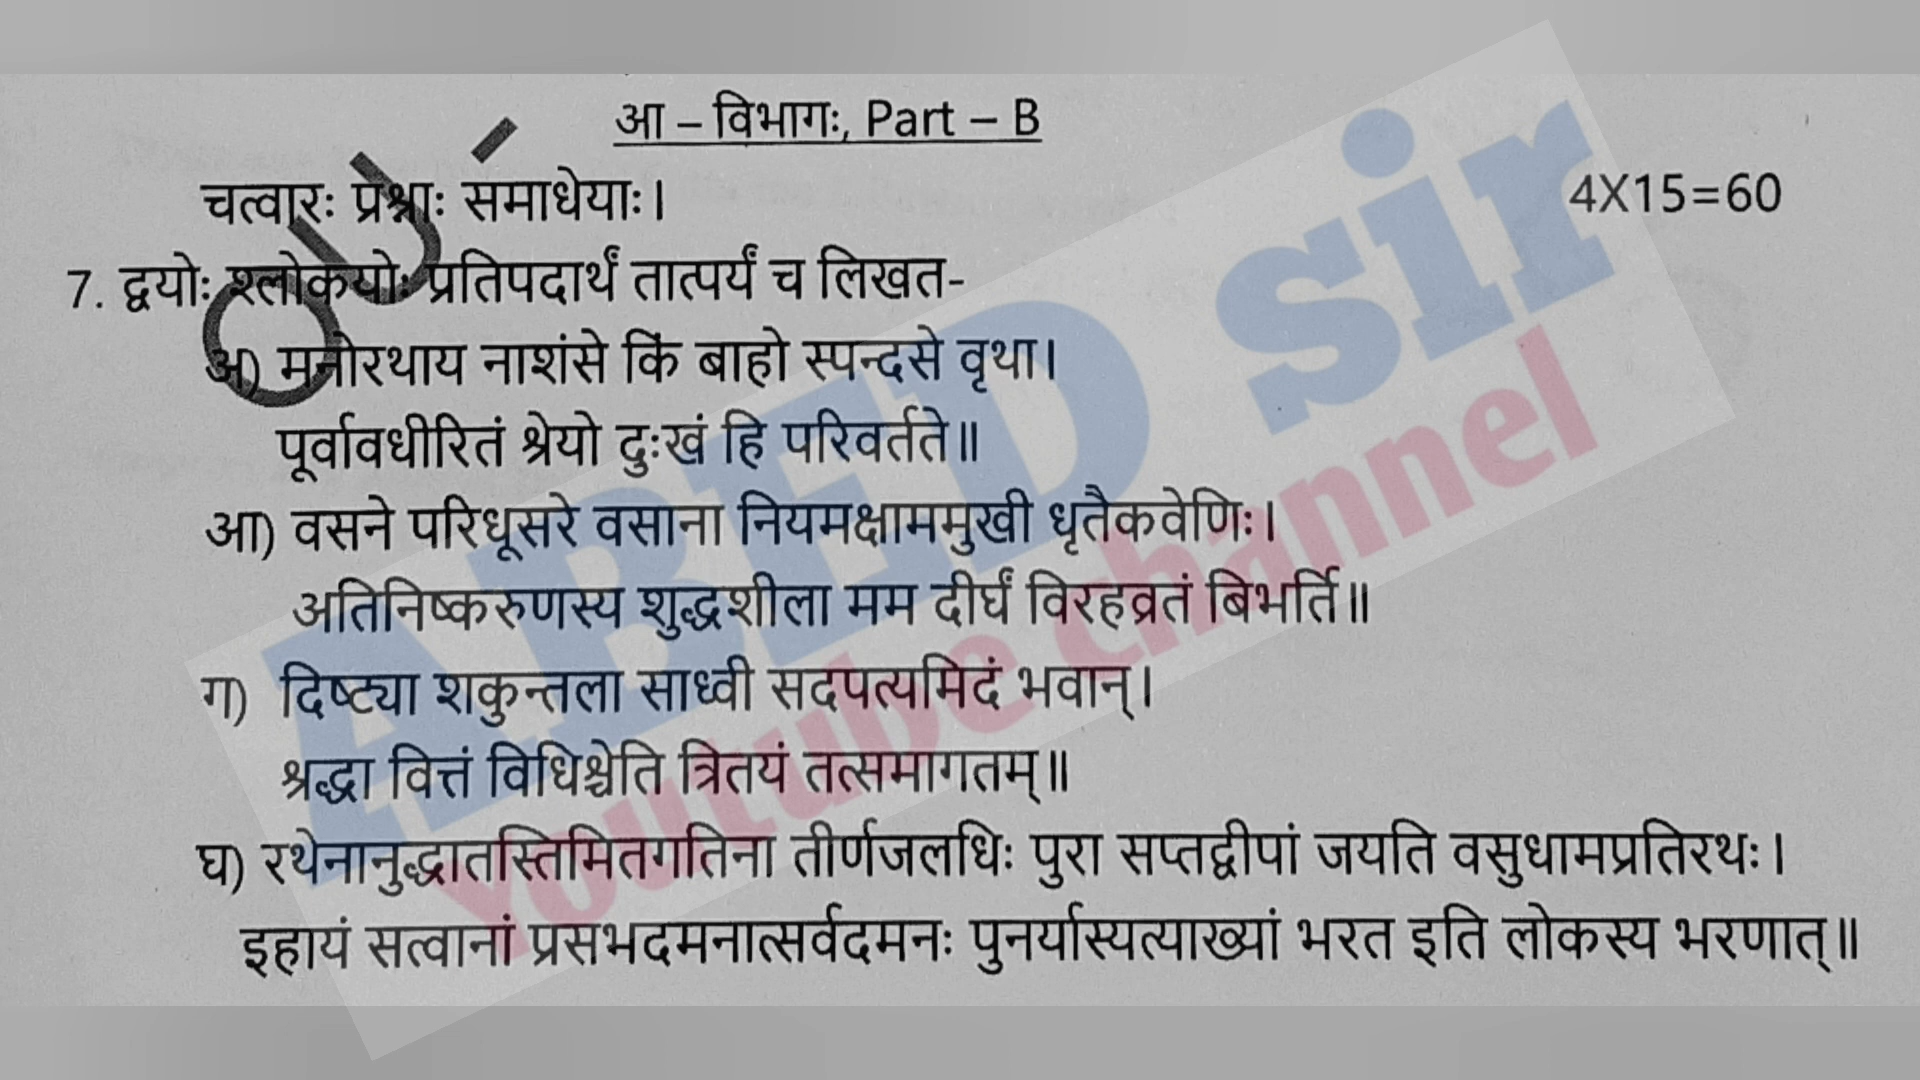 आ – विभागः, Part – B
चत्वारः प्रश्नाः समाधेयाः। 4X15=60
7. द्वयोः श्लोकयोः प्रतिपदार्थं तात्पर्यं च लिखत-
अ) मनोरथाय नाशंसे किं बाहो स्पन्दसे वृथा।
पूर्वावधीरितं श्रेयो दुःखं हि परिवर्तते॥
आ) वसने परिधूसरे वसाना नियमक्षाममुखी धृतैकवेणिः।
अतिनिष्करुणस्य शुद्धशीला मम दीर्घं विरहव्रतं बिभर्ति॥
ग) दिष्ट्या शकुन्तला साध्वी सदपत्यमिदं भवान्।
श्रद्धा वित्तं विधिश्चेति त्रितयं तत्समागतम्॥
घ) रथेनानुद्धातस्तिमितगतिना तीर्णजलधिः पुरा सप्तद्वीपां जयति वसुधामप्रतिरथः।
इहायं सत्वानां प्रसभदमनात्सर्वदमनः पुनर्यास्यत्याख्यां भरत इति लोकस्य भरणात्॥
ABED sir
Youtube channel